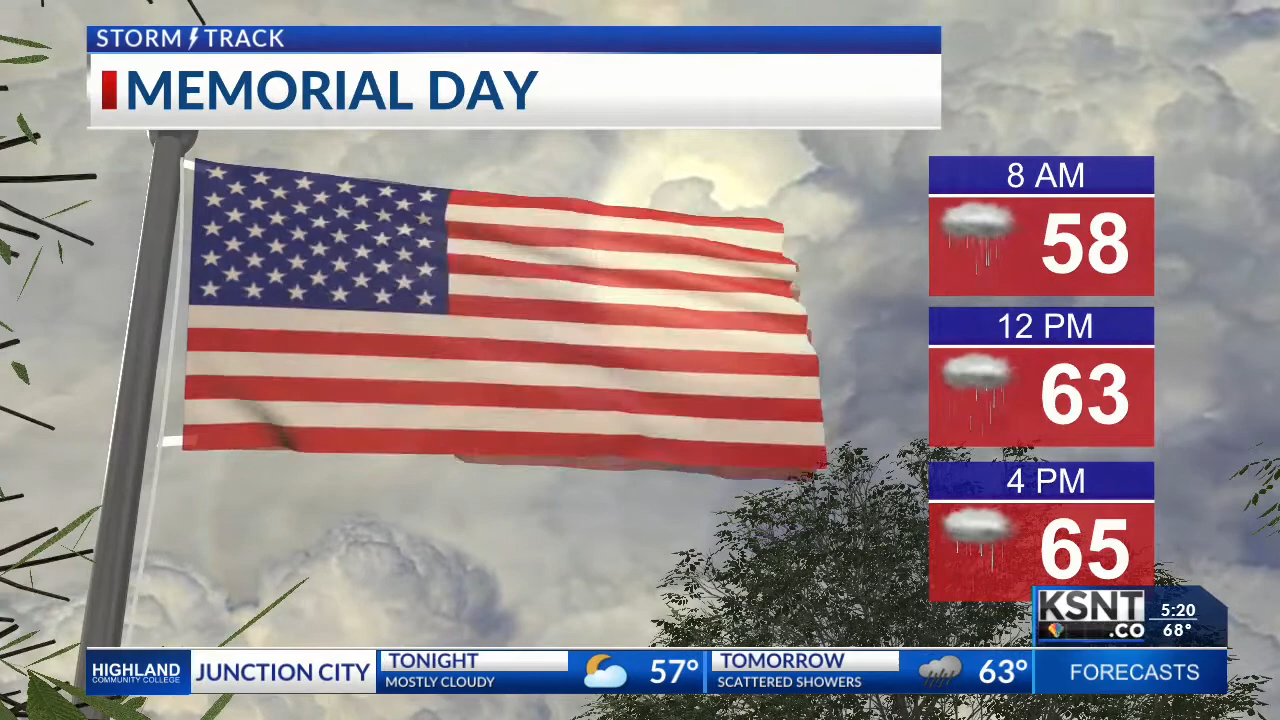 STORM TRACK
MEMORIAL DAY
8 AM
58
12 PM
63
4 PM
65
KSNT
.CO
5:20
68°
HIGHLAND
COMMUNITY COLLEGE
JUNCTION CITY
TONIGHT
MOSTLY CLOUDY
57°
TOMORROW
SCATTERED SHOWERS
63°
FORECASTS